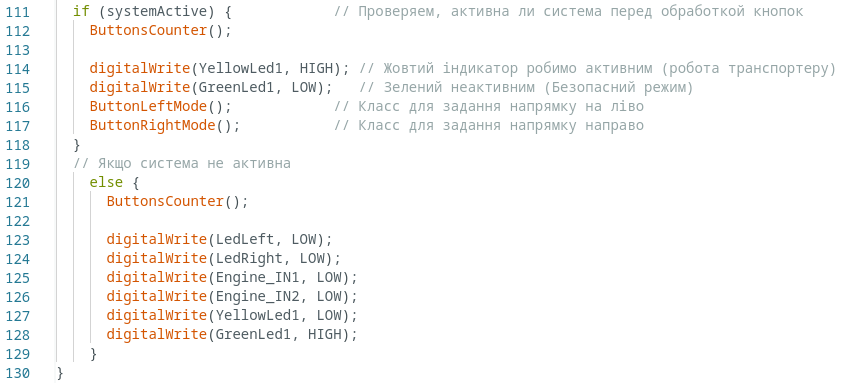 111 if (systemActive) { // Проверяем, активна ли система перед обработкой кнопок
112 ButtonsCounter();
113
114 digitalWrite(YellowLed1, HIGH); // Жовтий індикатор робимо активним (робота транспортеру)
115 digitalWrite(GreenLed1, LOW); // Зелений неактивним (Безопасний режим)
116 ButtonLeftMode(); // Класс для задання напрямку на ліво
117 ButtonRightMode(); // Класс для задання напрямку направо
118 }
119 // Якщо система не активна
120 else {
121 ButtonsCounter();
122
123 digitalWrite(LedLeft, LOW);
124 digitalWrite(LedRight, LOW);
125 digitalWrite(Engine_IN1, LOW);
126 digitalWrite(Engine_IN2, LOW);
127 digitalWrite(YellowLed1, LOW);
128 digitalWrite(GreenLed1, HIGH);
129 }
130 }